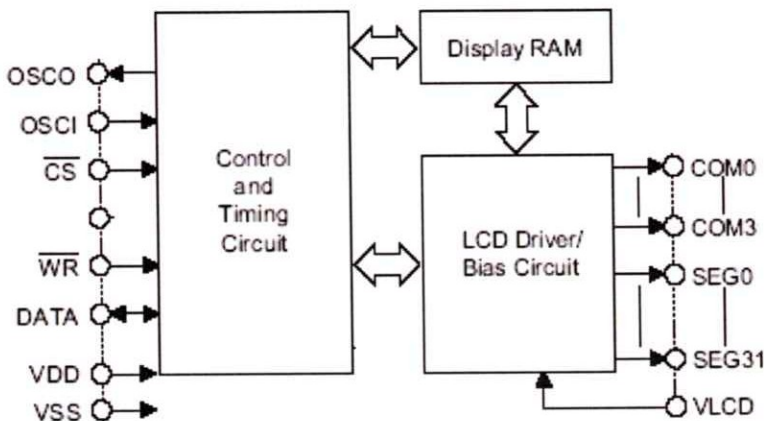 OSCO
OSCI
CS
WR
DATA
VDD
VSS
Control
and
Timing
Circuit
Display RAM
LCD Driver/
Bias Circuit
COM0
COM3
SEG0
SEG31
VLCD